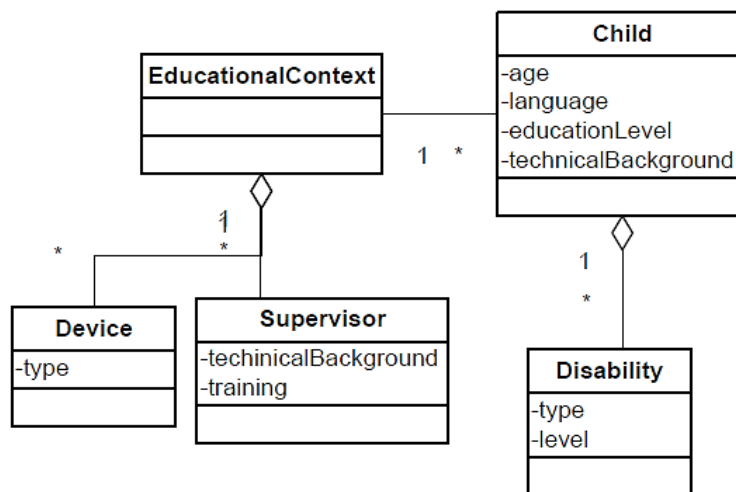 EducationalContext
Child
-age
-language
-educationLevel
-technicalBackground
1 *
1
* *
1
*
Device
-type
Supervisor
-techinicalBackground
-training
Disability
-type
-level